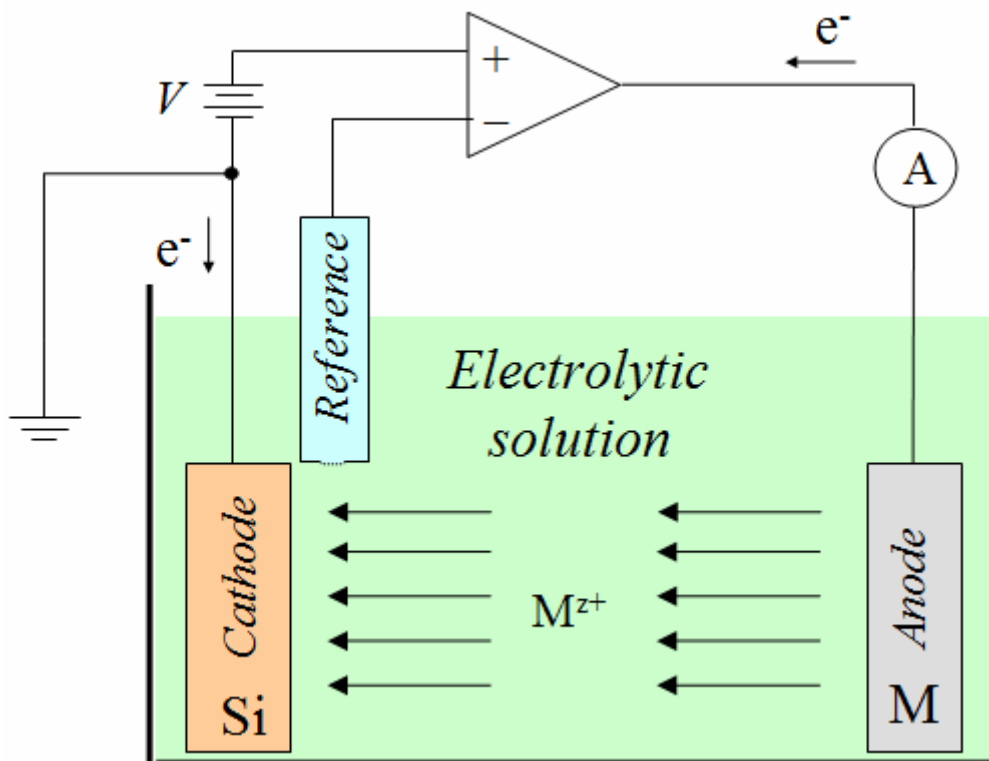 e-
+
V
−
A
e-
Reference
Electrolytic
solution
Cathode
Mz+
Anode
Si
M